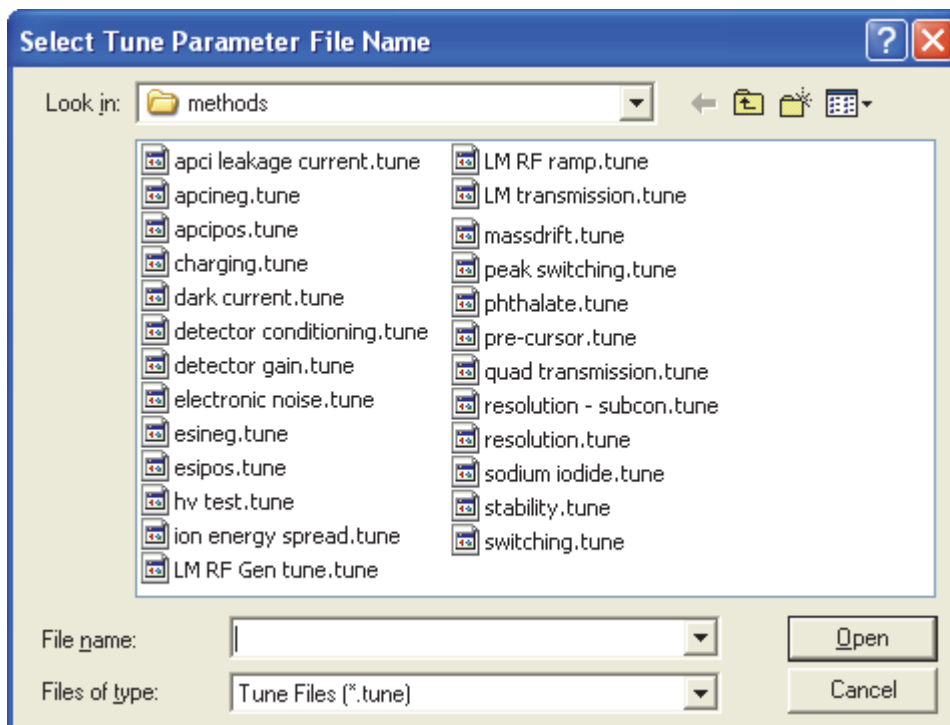 Select Tune Parameter File Name
Look in: methods
apci leakage current.tune
apcineg.tune
apcipos.tune
charging.tune
dark current.tune
detector conditioning.tune
detector gain.tune
electronic noise.tune
esineg.tune
esipos.tune
hv test.tune
ion energy spread.tune
LM RF Gen tune.tune
LM RF ramp.tune
LM transmission.tune
massdrift.tune
peak switching.tune
phthalate.tune
pre-cursor.tune
quad transmission.tune
resolution - subcon.tune
resolution.tune
sodium iodide.tune
stability.tune
switching.tune
File name:
Open
Files of type: Tune Files (*.tune)
Cancel